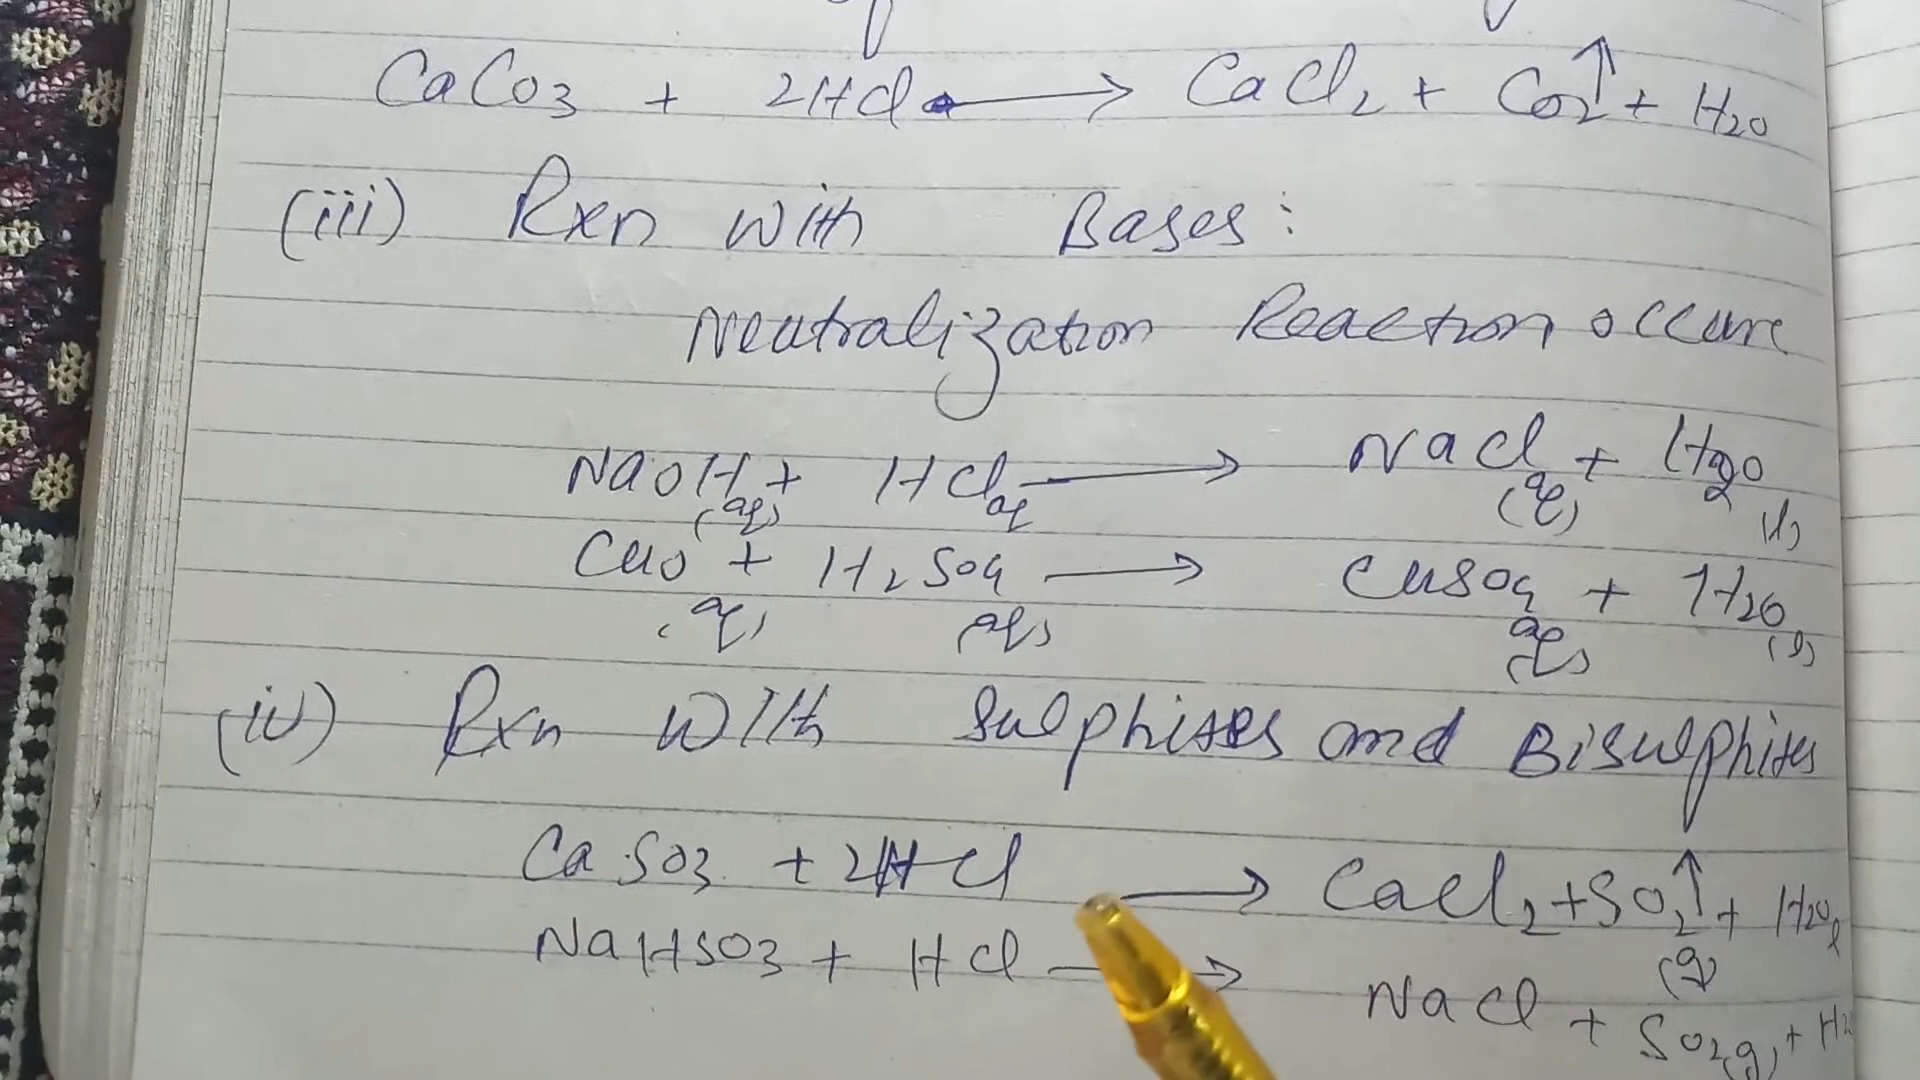 CaCo3 + 2HCl → CaCl2 + Co2↑ + H2o
(iii) Rxn With Bases:
Neutralization Reaction occure
NaoH(aq) + HCl aq → NaCl(aq) + H2o(l)
Cuo(aq) + H2So4(aq) → CuSo4(aq) + H2o(l)
(iv) Rxn With Sulphites and Bisulphites
CaSO3 + 2HCl → CaCl2 + SO2↑(g) + H2o l
NaHSO3 + HCl → NaCl + SO2(g) + H2